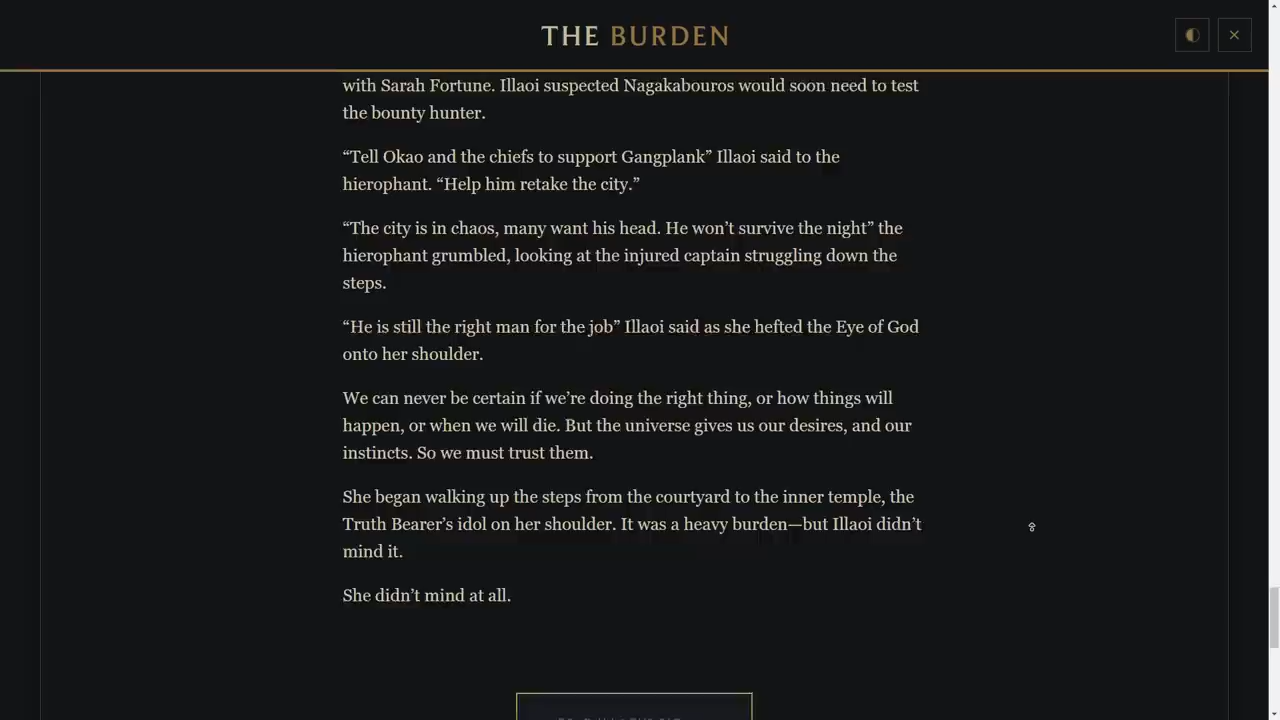 THE BURDEN
with Sarah Fortune. Illaoi suspected Nagakabouros would soon need to test
the bounty hunter.
“Tell Okao and the chiefs to support Gangplank” Illaoi said to the
hierophant. “Help him retake the city.”
“The city is in chaos, many want his head. He won’t survive the night” the
hierophant grumbled, looking at the injured captain struggling down the
steps.
“He is still the right man for the job” Illaoi said as she hefted the Eye of God
onto her shoulder.
We can never be certain if we’re doing the right thing, or how things will
happen, or when we will die. But the universe gives us our desires, and our
instincts. So we must trust them.
She began walking up the steps from the courtyard to the inner temple, the
Truth Bearer’s idol on her shoulder. It was a heavy burden—but Illaoi didn’t
mind it.
She didn’t mind at all.